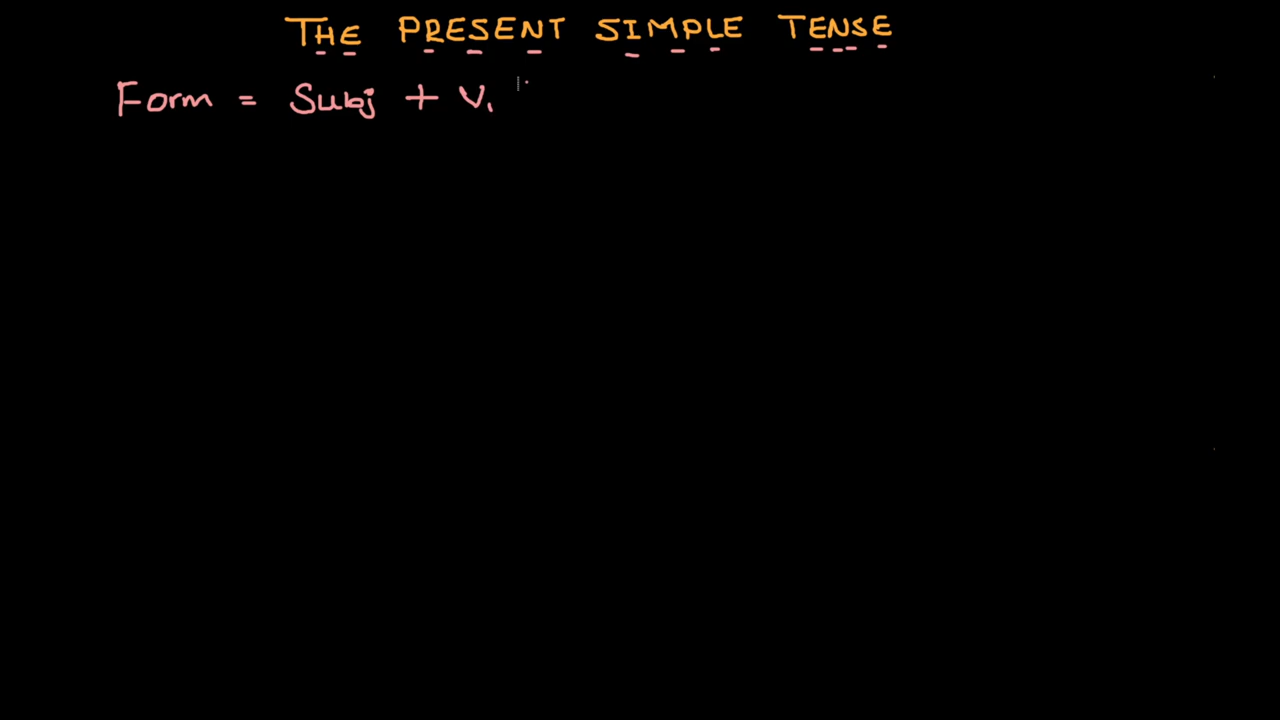 THE PRESENT SIMPLE TENSE
Form = Subj + V₁